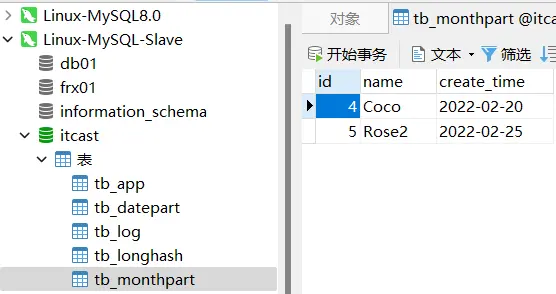 Linux-MySQL8.0
Linux-MySQL-Slave
db01
frx01
information_schema
itcast
表
tb_app
tb_datepart
tb_log
tb_longhash
tb_monthpart
对象 tb_monthpart @itc
开始事务 文本 筛选
id name create_time
4 Coco 2022-02-20
5 Rose2 2022-02-25